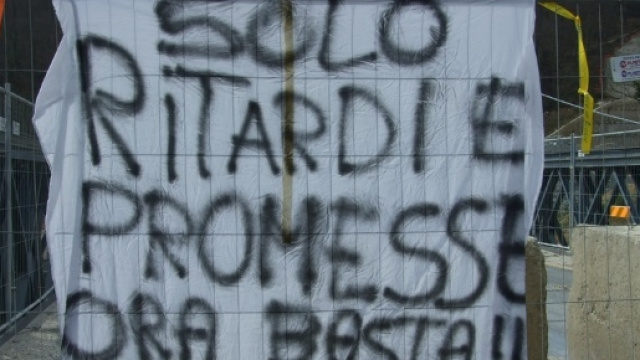 SOLO
RITARDI E
PROMESSE
ORA BASTA!!